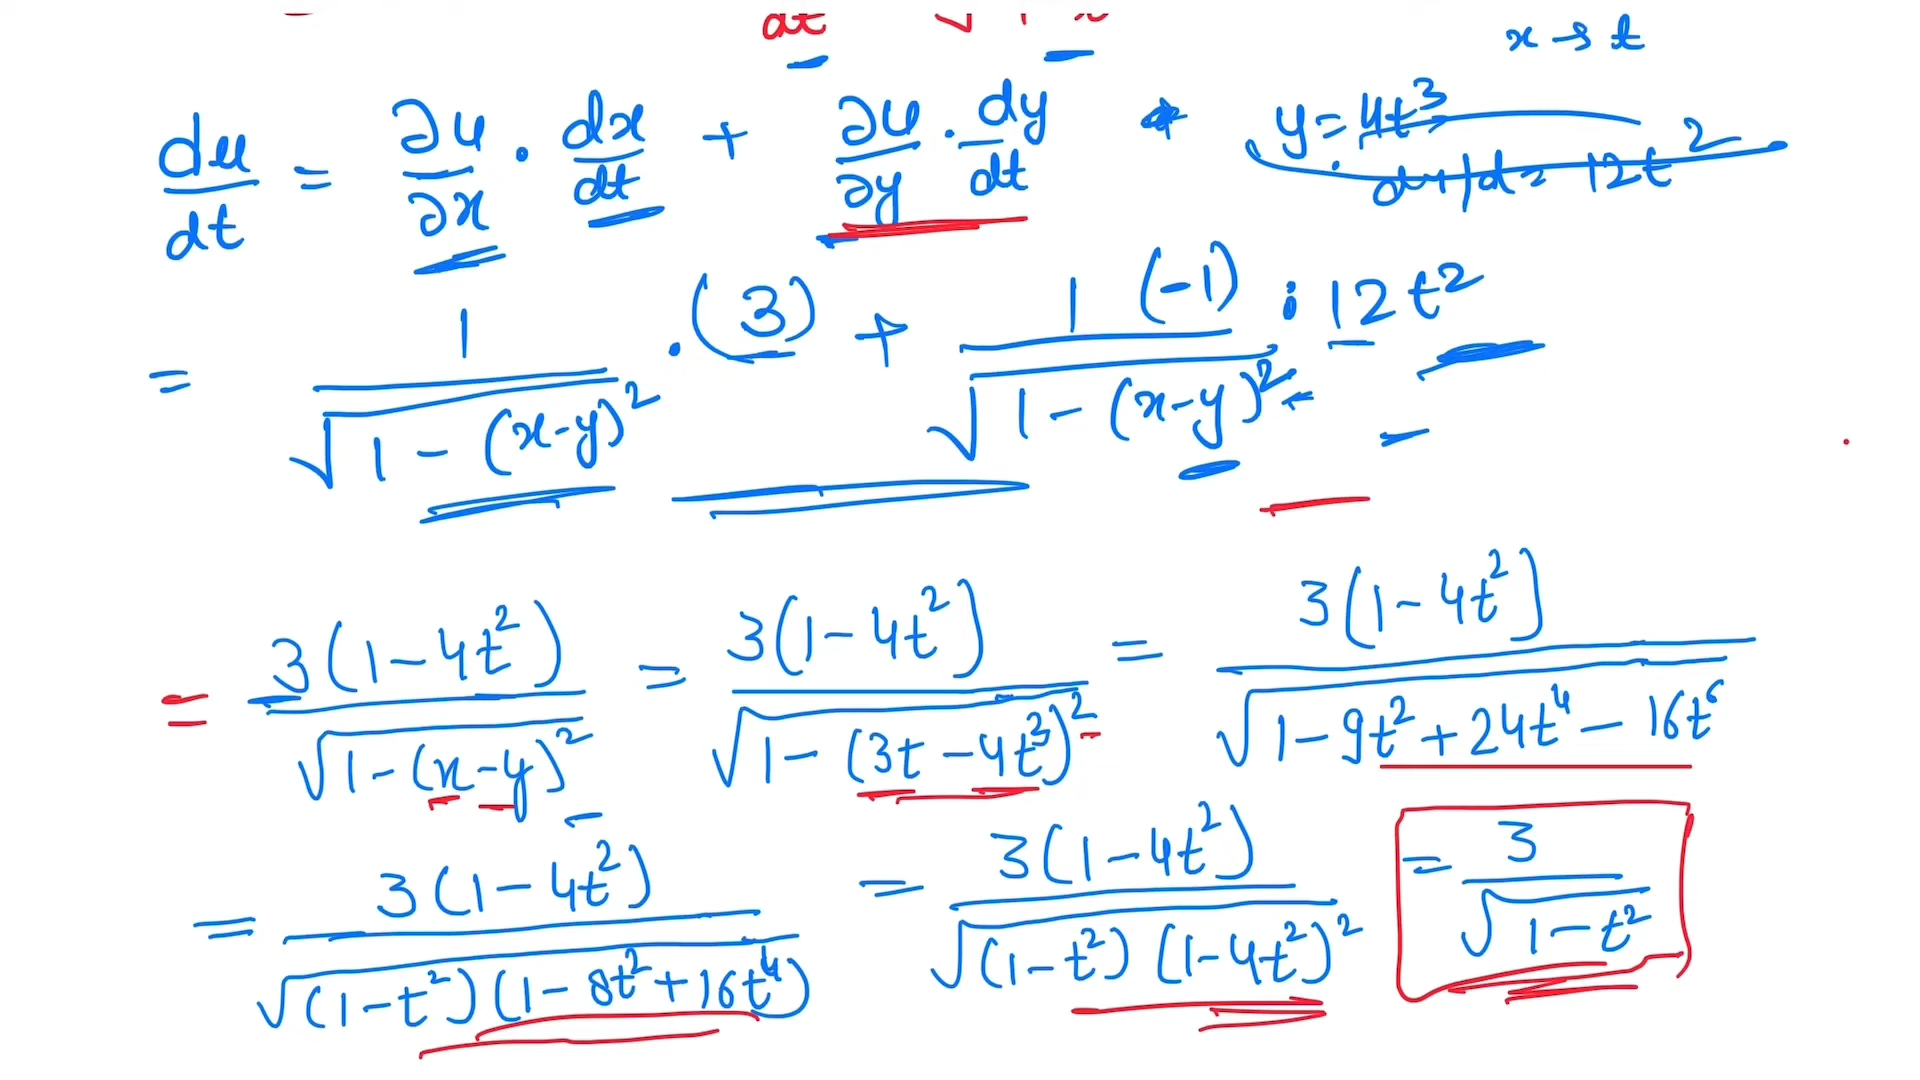 dt √1-x
x → t
du/dt = ∂u/∂x · dx/dt + ∂u/∂y · dy/dt
y = 4t³
dy/dt = 12t²
= 1/√(1 - (x-y)²) · (3) + 1(-1)/√(1 - (x-y)²) : 12t²
= 3(1-4t²)/√(1-(x-y)²) = 3(1-4t²)/√(1-(3t-4t³)²) = 3(1-4t²)/√(1-9t²+24t⁴-16t⁶)
= 3(1-4t²)/√((1-t²)(1-8t²+16t⁴)) = 3(1-4t²)/√((1-t²)(1-4t²)²) = 3/√(1-t²)